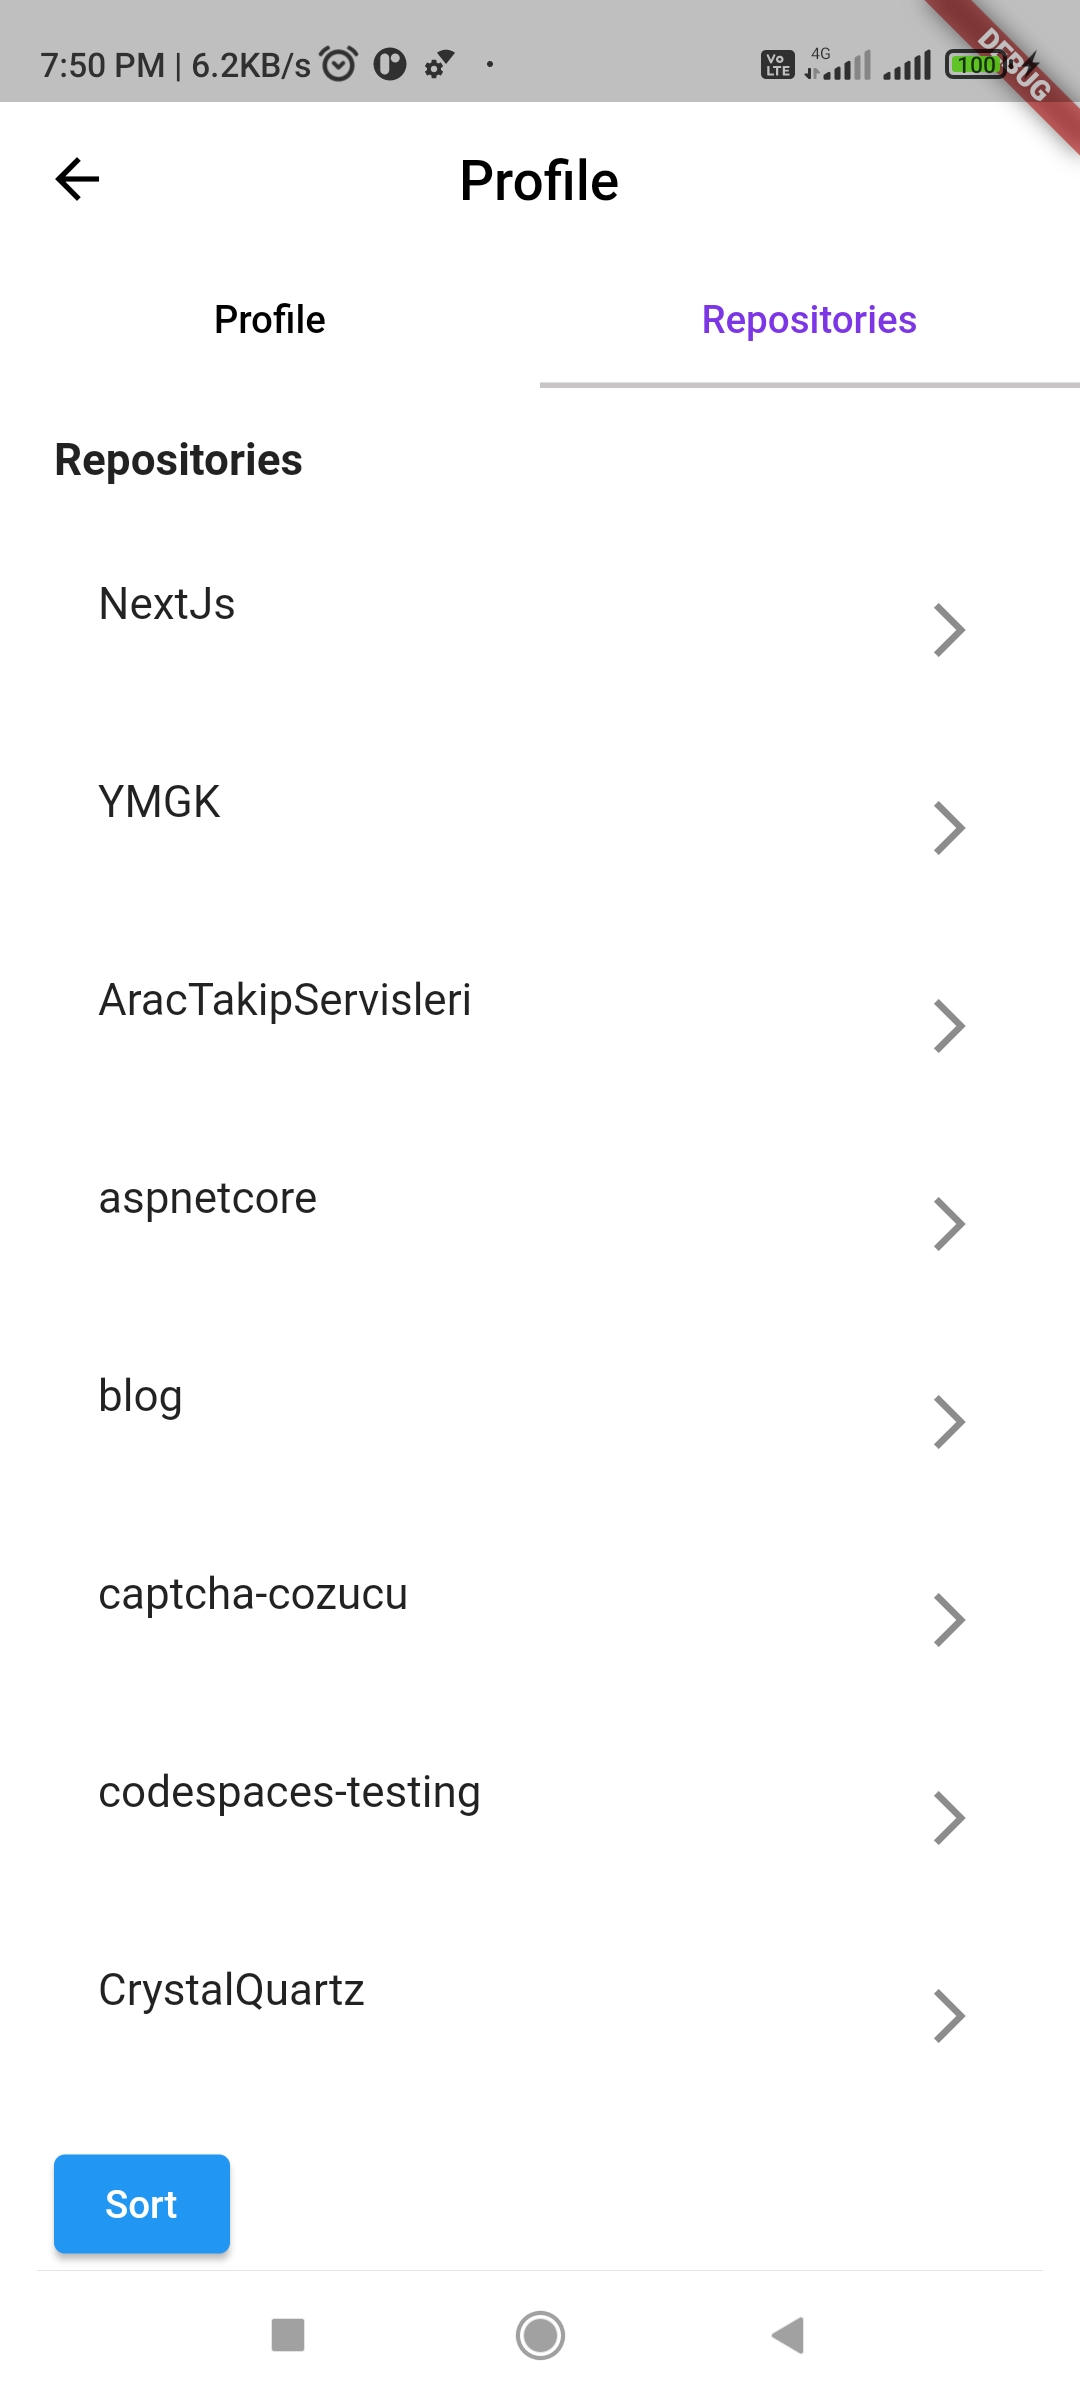 7:50 PM | 6.2KB/s
Vo LTE
4G
100
DEBUG
Profile
Profile
Repositories
Repositories
NextJs
YMGK
AracTakipServisleri
aspnetcore
blog
captcha-cozucu
codespaces-testing
CrystalQuartz
Sort